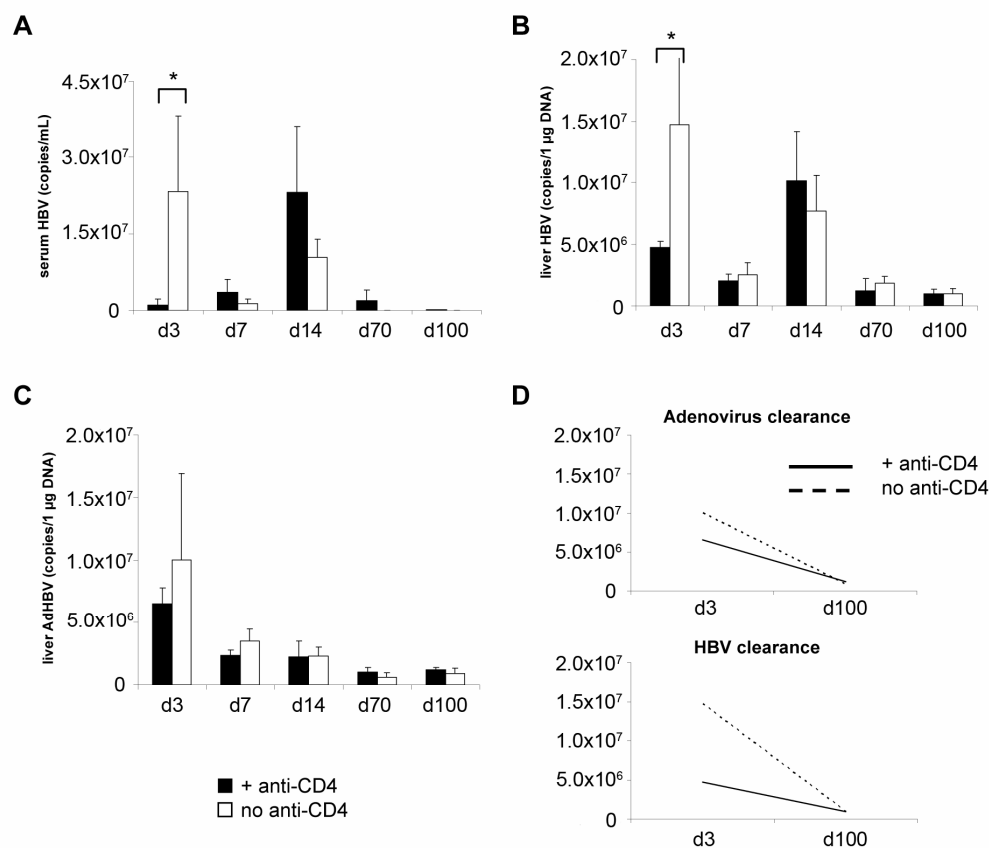 A
serum HBV (copies/mL)
4.5x10⁷
3.0x10⁷
1.5x10⁷
0
*
d3 d7 d14 d70 d100
B
liver HBV (copies/1 µg DNA)
2.0x10⁷
1.5x10⁷
1.0x10⁷
5.0x10⁶
0
*
d3 d7 d14 d70 d100
C
liver AdHBV (copies/1 µg DNA)
2.0x10⁷
1.5x10⁷
1.0x10⁷
5.0x10⁶
0
d3 d7 d14 d70 d100
+ anti-CD4
no anti-CD4
D
Adenovirus clearance
2.0x10⁷
1.5x10⁷
1.0x10⁷
5.0x10⁶
0
+ anti-CD4
no anti-CD4
d3 d100
HBV clearance
2.0x10⁷
1.5x10⁷
1.0x10⁷
5.0x10⁶
0
d3 d100